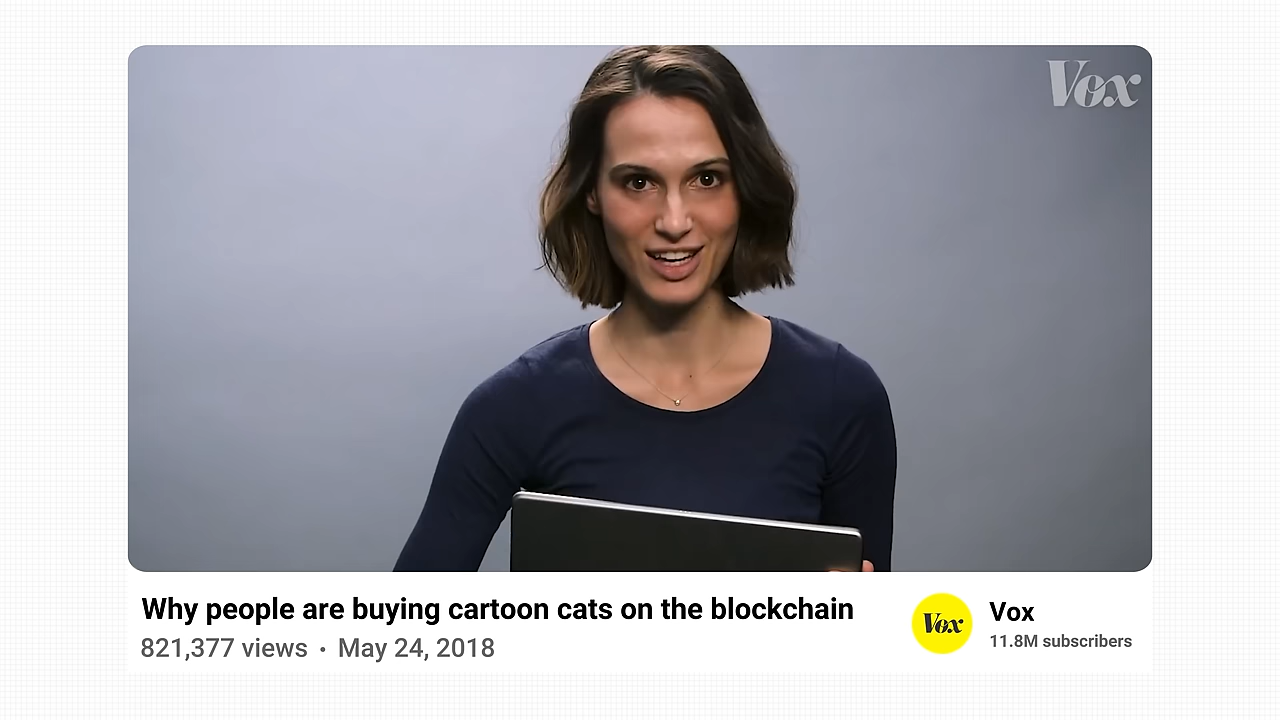 Vox
Why people are buying cartoon cats on the blockchain
821,377 views • May 24, 2018
Vox
Vox
11.8M subscribers